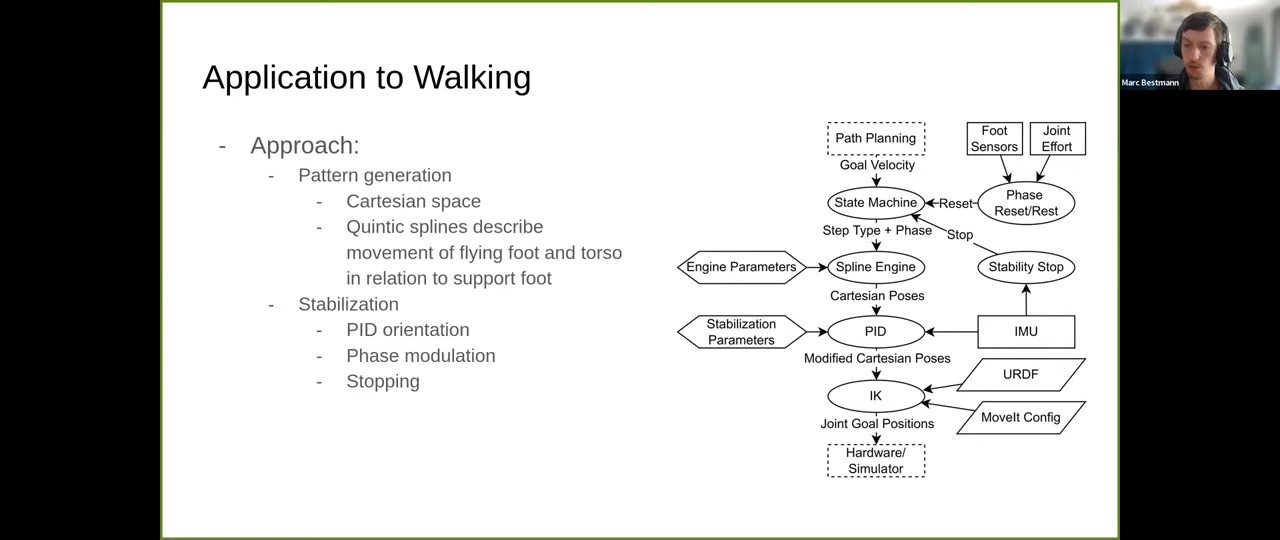 Application to Walking
- Approach:
- Pattern generation
- Cartesian space
- Quintic splines describe
movement of flying foot and torso
in relation to support foot
- Stabilization
- PID orientation
- Phase modulation
- Stopping
Path Planning
Goal Velocity
State Machine
Step Type + Phase
Spline Engine
Cartesian Poses
PID
Modified Cartesian Poses
IK
Joint Goal Positions
Hardware/
Simulator
Engine Parameters
Stabilization
Parameters
Foot
Sensors
Joint
Effort
Phase
Reset/Rest
Reset
Stop
Stability Stop
IMU
URDF
MoveIt Config
Marc Bestmann